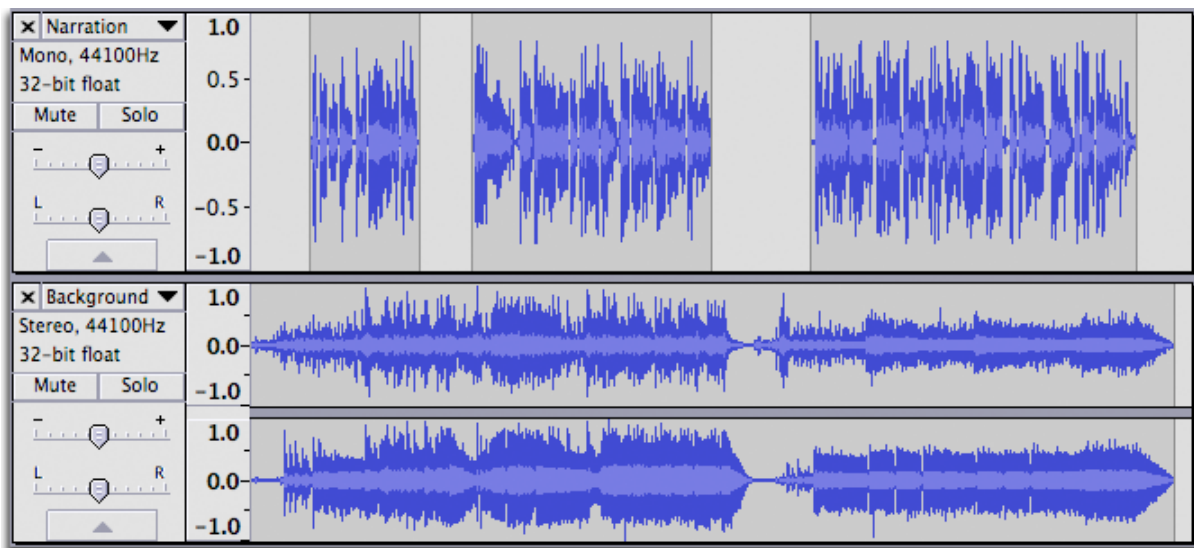 × Narration ▼
Mono, 44100Hz
32-bit float
Mute Solo
- +
L R
1.0
0.5-
0.0-
-0.5-
-1.0
× Background ▼
Stereo, 44100Hz
32-bit float
Mute Solo
- +
L R
1.0
0.0-
-1.0
1.0
0.0-
-1.0